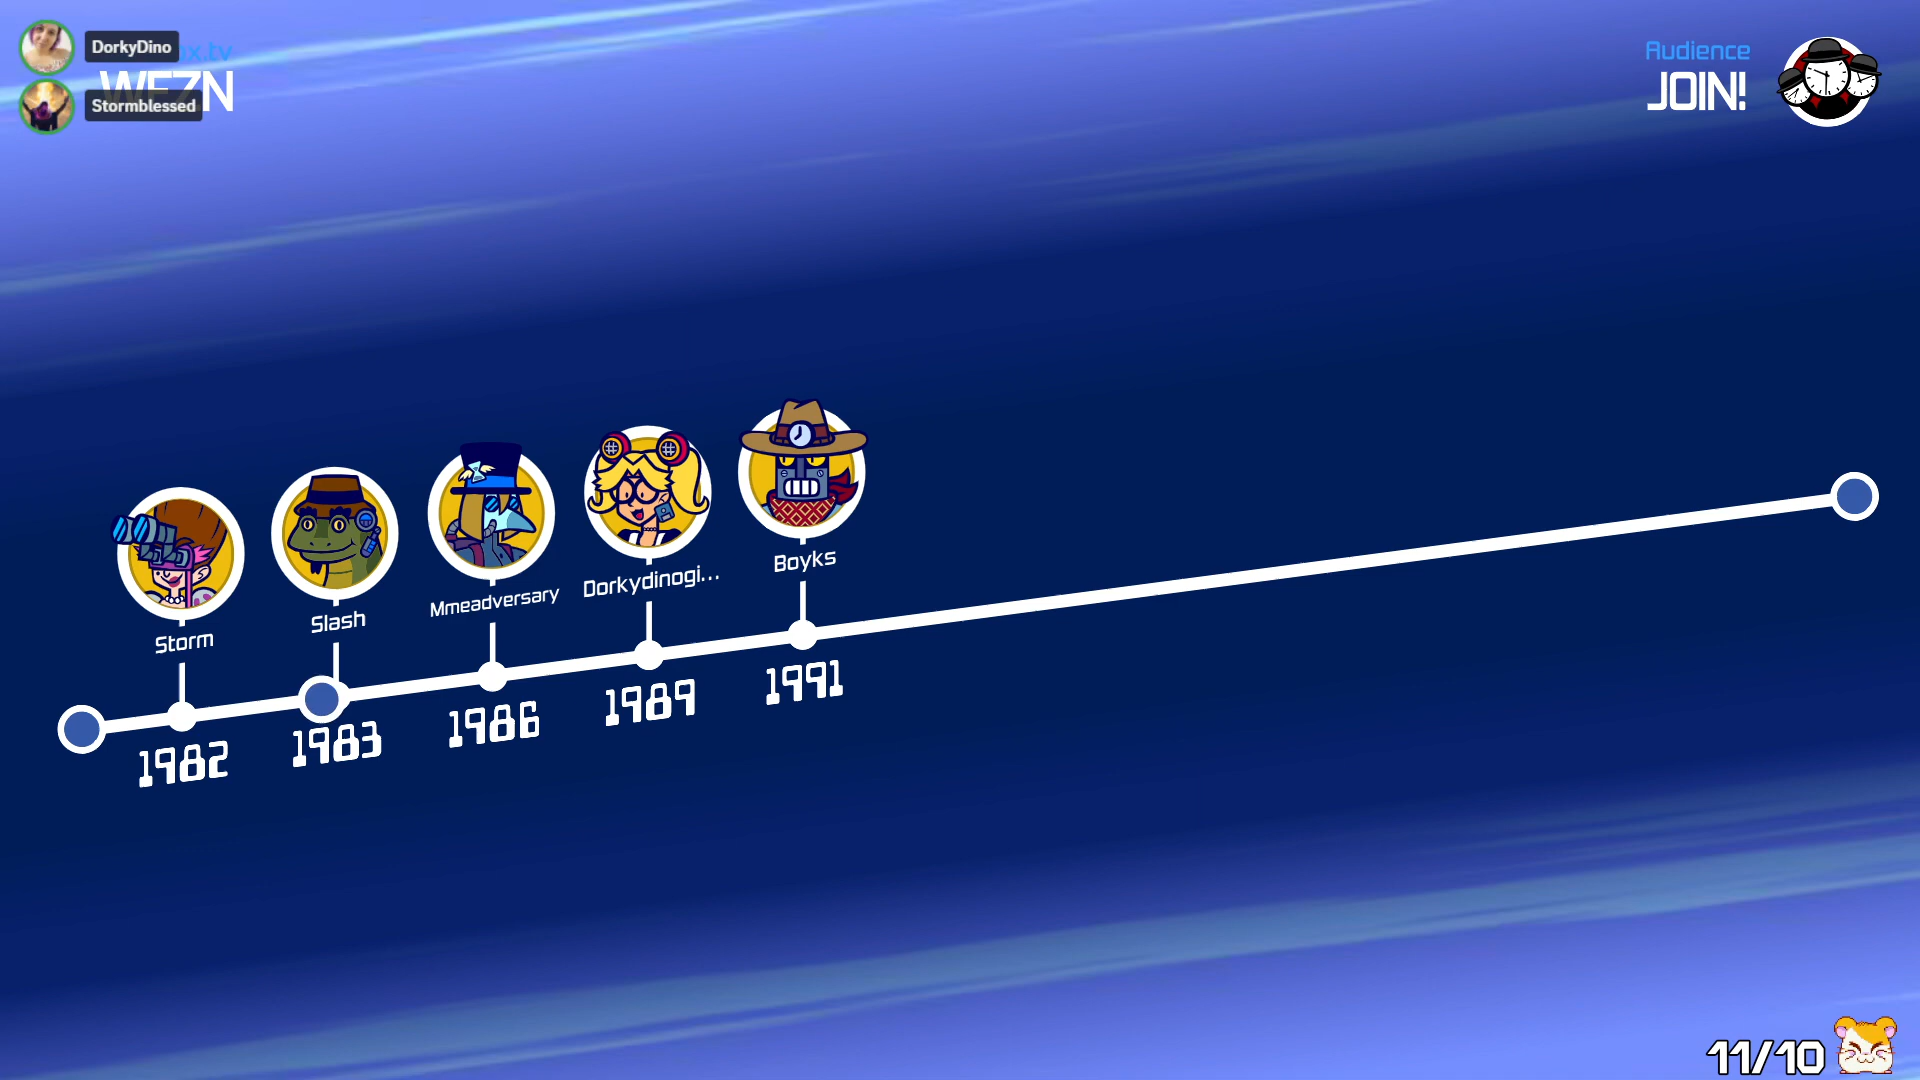 DorkyDino
Stormblessed
Audience
JOIN!
Storm
Slash
Mmeadversary
Dorkydinogi...
Boyks
1982
1983
1986
1989
1991
11/10